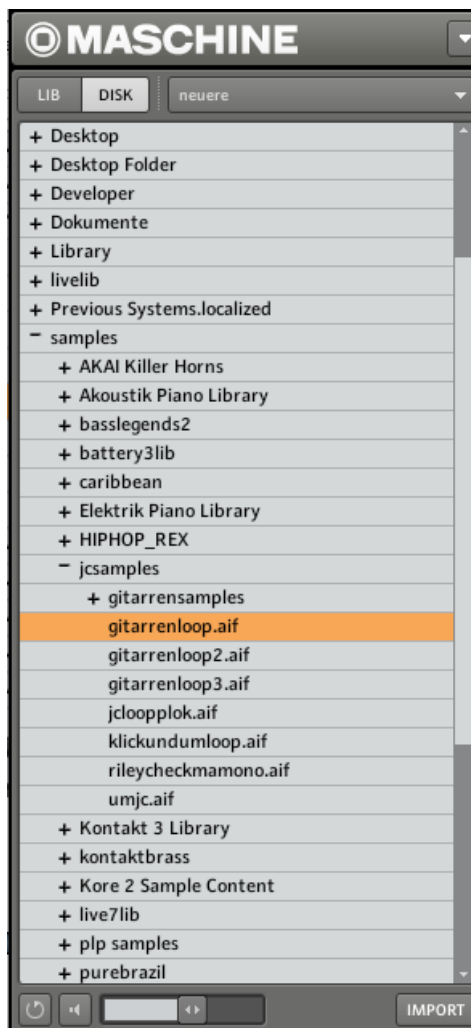 MASCHINE
LIB DISK neuere
+ Desktop
+ Desktop Folder
+ Developer
+ Dokumente
+ Library
+ livelib
+ Previous Systems.localized
- samples
+ AKAI Killer Horns
+ Akoustik Piano Library
+ basslegends2
+ battery3lib
+ caribbean
+ Elektrik Piano Library
+ HIPHOP_REX
- jcsamples
+ gitarrensamples
gitarrenloop.aif
gitarrenloop2.aif
gitarrenloop3.aif
jcloopplok.aif
klickundumloop.aif
rileycheckmamono.aif
umjc.aif
+ Kontakt 3 Library
+ kontaktbrass
+ Kore 2 Sample Content
+ live7lib
+ plp samples
+ purebrazil
IMPORT